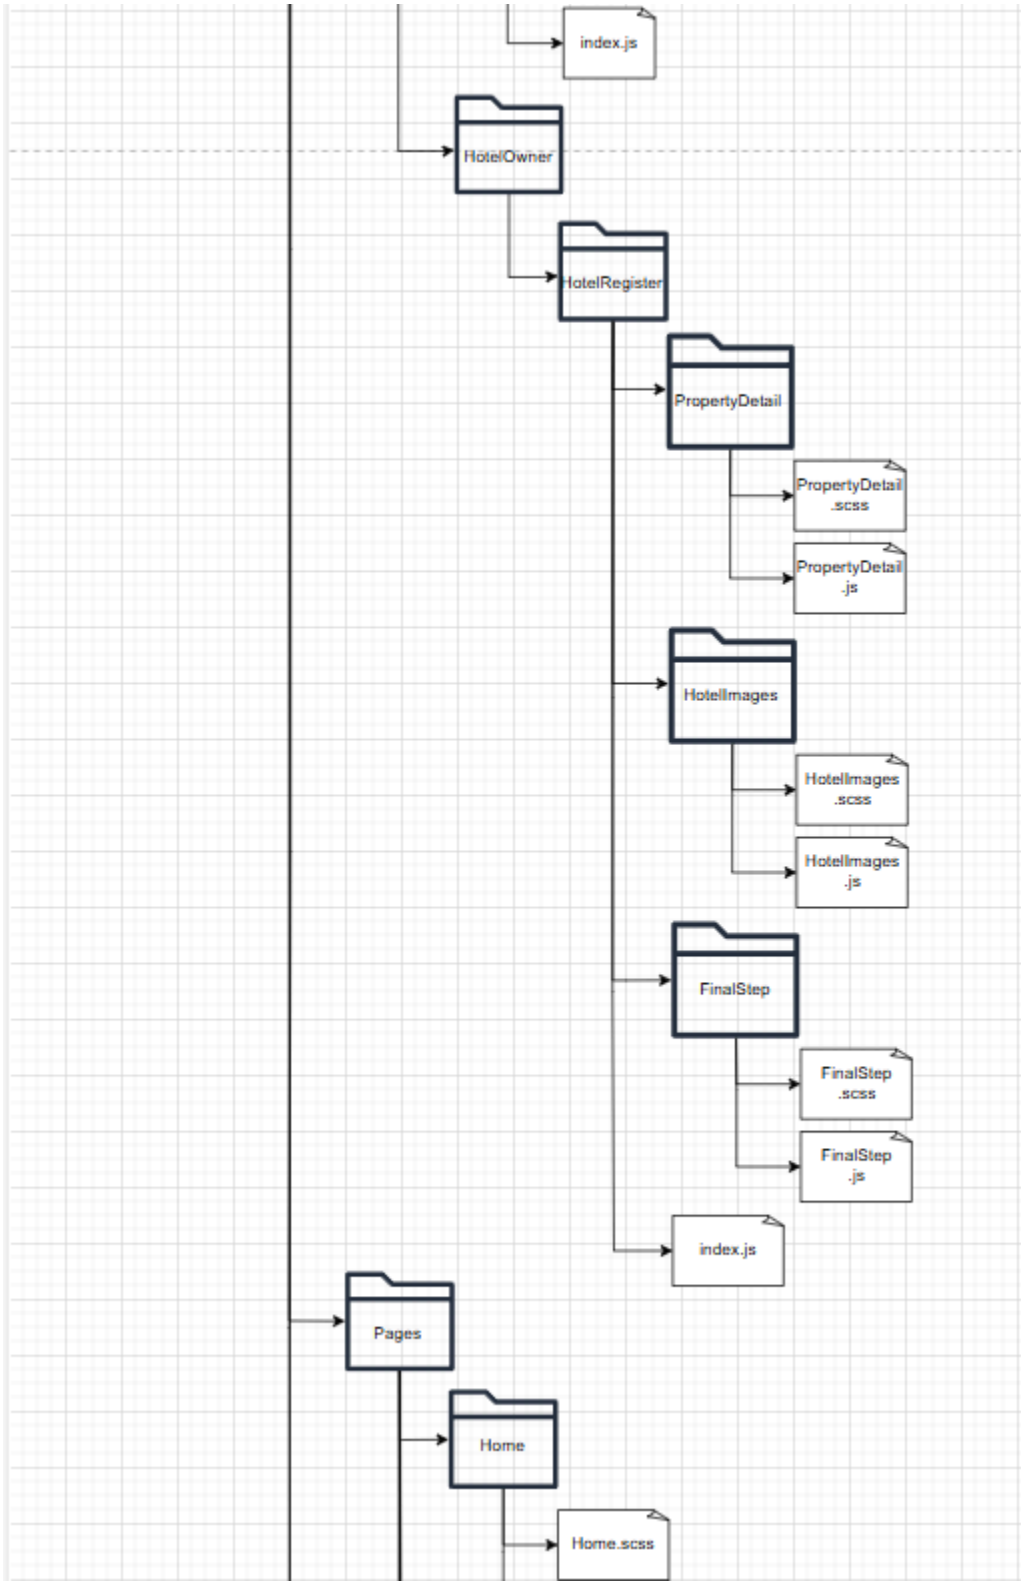 index.js
HotelOwner
HotelRegister
PropertyDetail
PropertyDetail
.scss
PropertyDetail
.js
HotelImages
HotelImages
.scss
HotelImages
.js
FinalStep
FinalStep
.scss
FinalStep
.js
index.js
Pages
Home
Home.scss